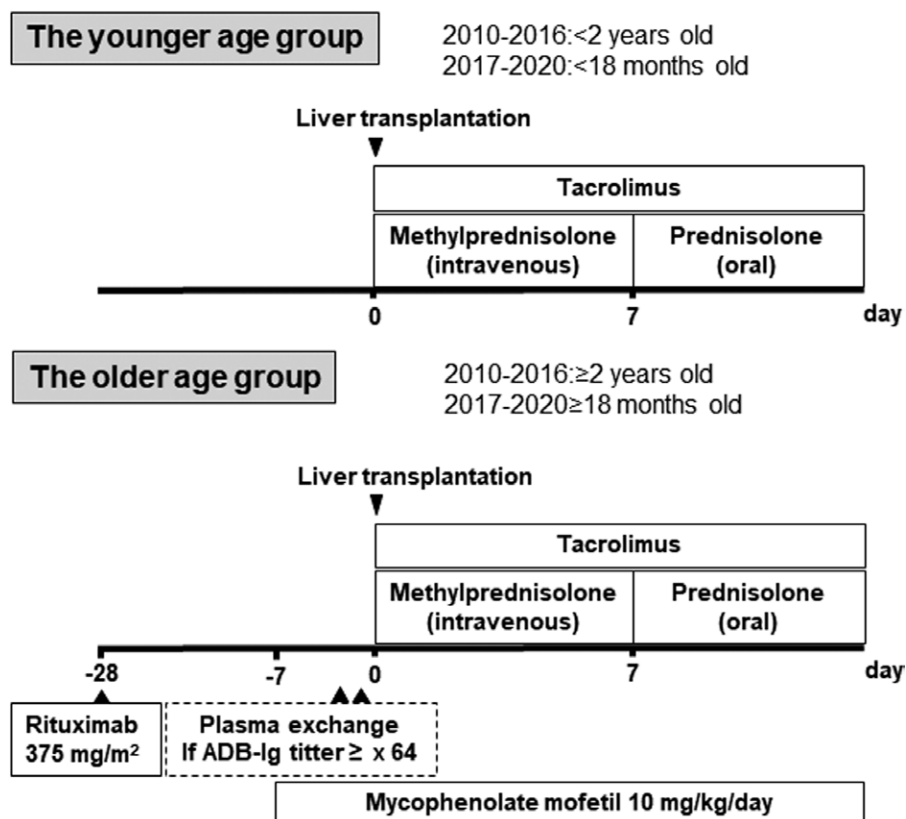 The younger age group
2010-2016:<2 years old
2017-2020:<18 months old
Liver transplantation
Tacrolimus
Methylprednisolone
(intravenous)
Prednisolone
(oral)
0
7
day
The older age group
2010-2016:≥2 years old
2017-2020≥18 months old
Liver transplantation
Tacrolimus
Methylprednisolone
(intravenous)
Prednisolone
(oral)
-28
-7
0
7
day
Rituximab
375 mg/m²
Plasma exchange
If ADB-Ig titter ≥ x 64
Mycophenolate mofetil 10 mg/kg/day